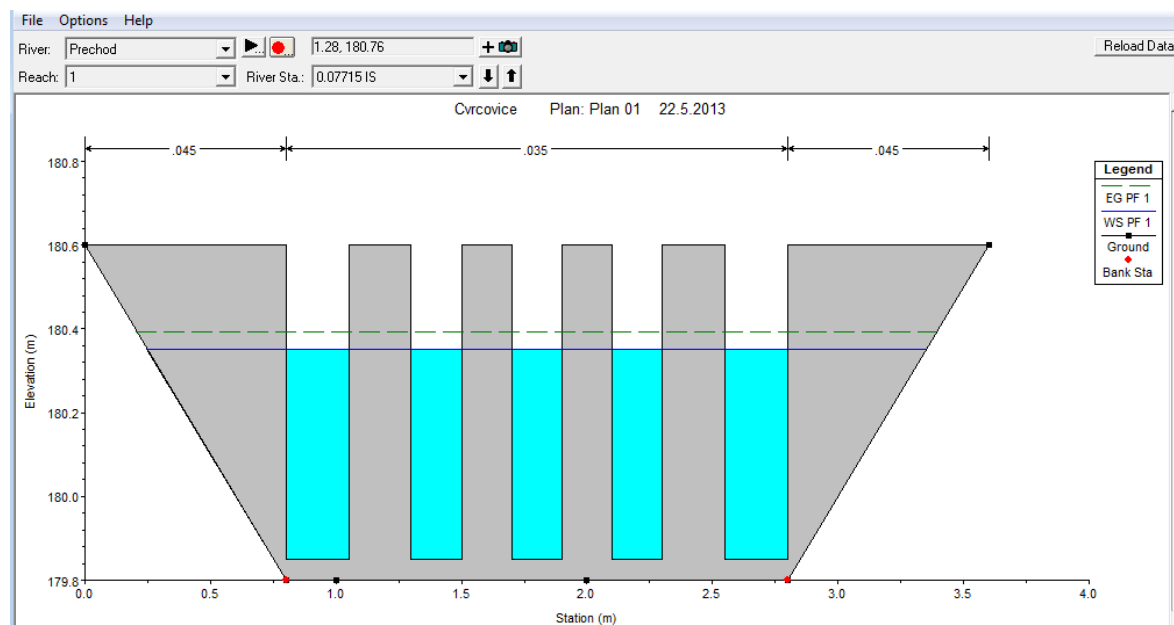 File Options Help
River: Prechod 1.28, 180.76 Reload Data
Reach: 1 River Sta.: 0.07715 IS
Cvrcovice Plan: Plan 01 22.5.2013
.045 .035 .045
Legend
EG PF 1
WS PF 1
Ground
Bank Sta
180.8
180.6
180.4
180.2
180.0
179.8
Elevation (m)
0.0 0.5 1.0 1.5 2.0 2.5 3.0 3.5 4.0
Station (m)